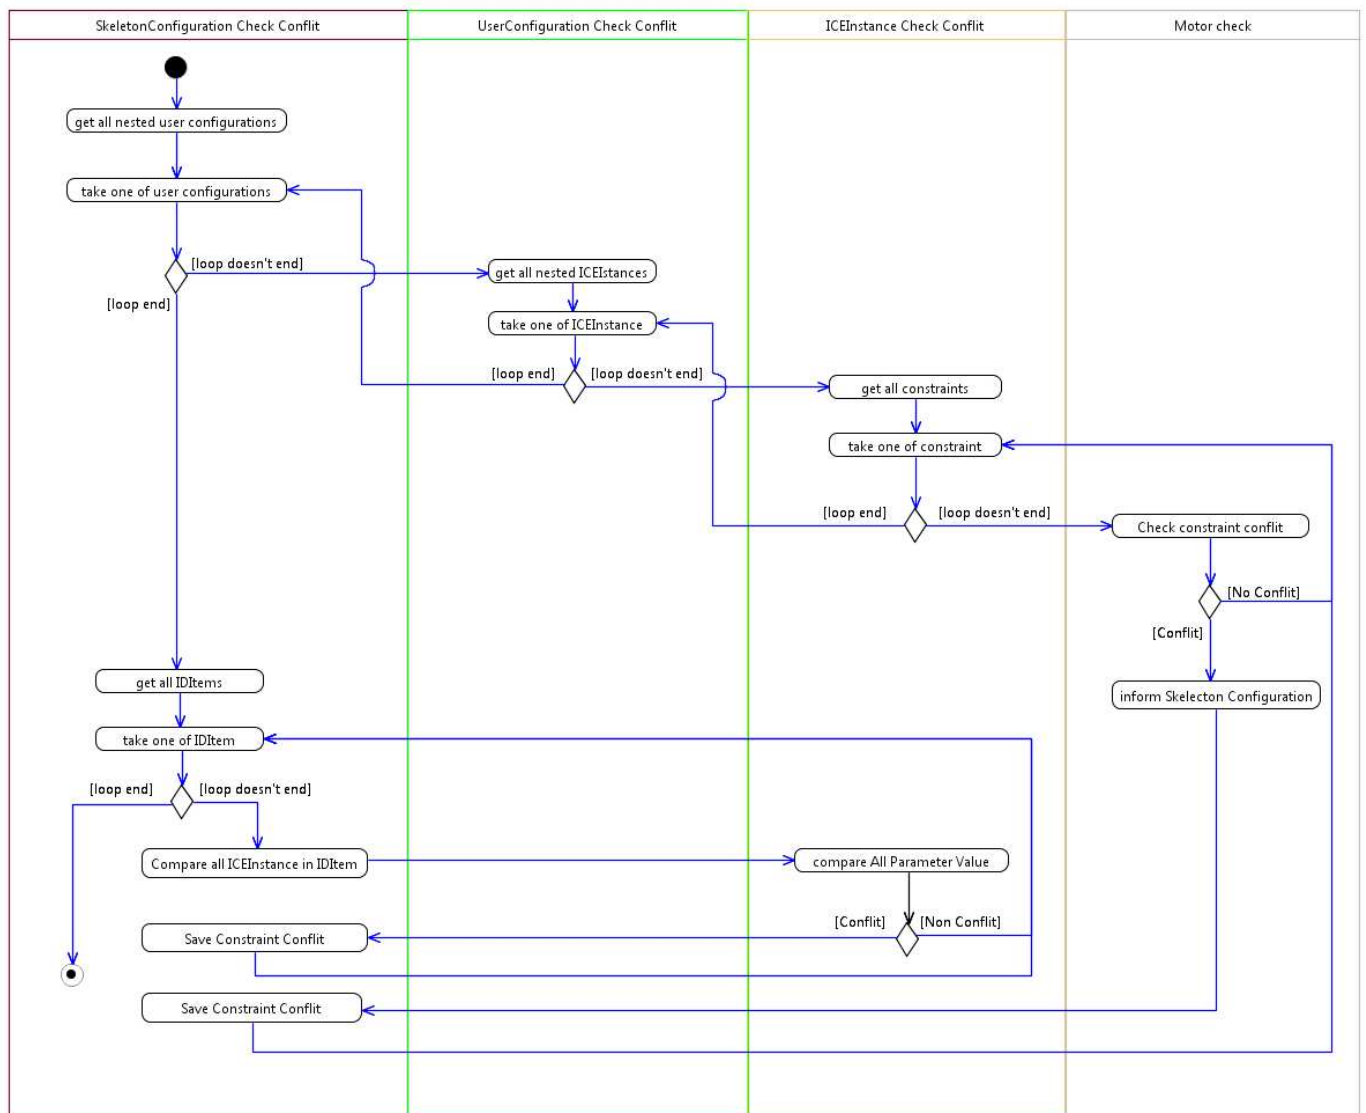 SkeletonConfiguration Check Conflit
UserConfiguration Check Conflit
ICEInstance Check Conflit
Motor check
get all nested user configurations
take one of user configurations
[loop doesn't end]
[loop end]
get all nested ICEIstances
take one of ICEInstance
[loop end]
[loop doesn't end]
get all constraints
take one of constraint
[loop end]
[loop doesn't end]
Check constraint conflit
[No Conflit]
[Conflit]
inform Skelecton Configuration
get all IDItems
take one of IDItem
[loop end]
[loop doesn't end]
Compare all ICEInstance in IDItem
compare All Parameter Value
[Conflit]
[Non Conflit]
Save Constraint Conflit
Save Constraint Conflit